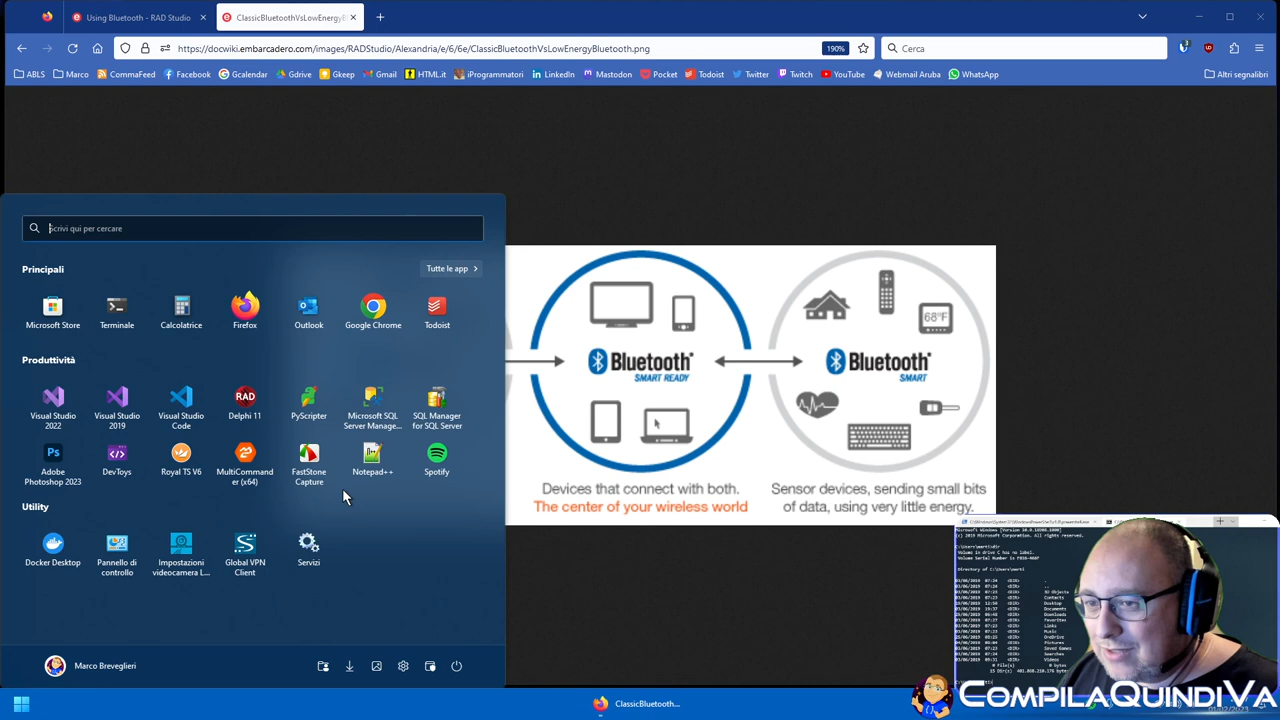 Using Bluetooth - RAD Studio
ClassicBluetoothVsLowEnergyB
https://docwiki.embarcadero.com/images/RADStudio/Alexandria/e/6/6e/ClassicBluetoothVsLowEnergyBluetooth.png
190%
Cerca
ABLS
Marco
CommaFeed
Facebook
Gcalendar
Gdrive
Gkeep
Gmail
HTML.it
iProgrammatori
LinkedIn
Mastodon
Pocket
Todoist
Twitter
Twitch
YouTube
Webmail Aruba
WhatsApp
Altri segnalibri
Scrivi qui per cercare
Principali
Tutte le app
Microsoft Store
Terminale
Calcolatrice
Firefox
Outlook
Google Chrome
Todoist
Produttività
Visual Studio 2022
Visual Studio 2019
Visual Studio Code
Delphi 11
PyScripter
Microsoft SQL Server Manage...
SQL Manager for SQL Server
Adobe Photoshop 2023
DevToys
Royal TS V6
MultiCommander (x64)
FastStone Capture
Notepad++
Spotify
Utility
Docker Desktop
Pannello di controllo
Impostazioni videocamera L...
Global VPN Client
Servizi
Marco Breveglieri
Bluetooth
SMART READY
Devices that connect with both.
The center of your wireless world
68°F
Bluetooth
SMART
Sensor devices, sending small bits
of data, using very little energy.
Directory of C:\Users\marti
ClassicBluetooth...
CompilaQuindiVa